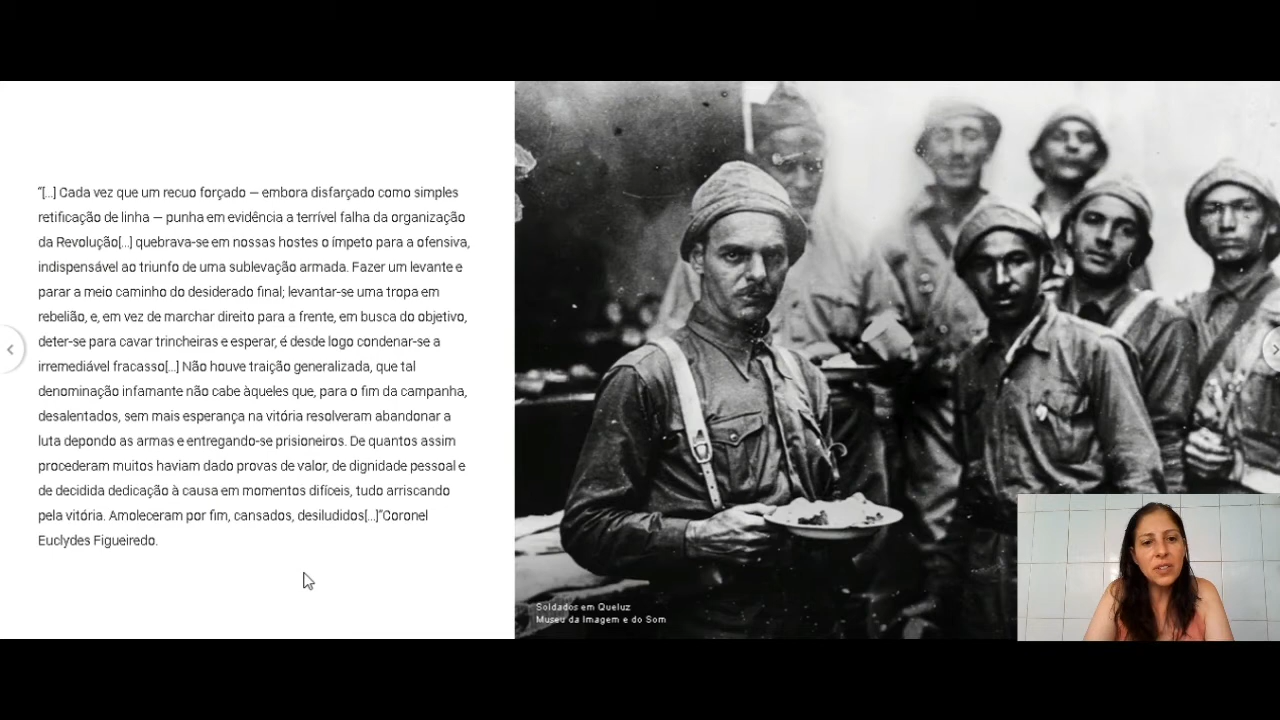 “[...] Cada vez que um recuo forçado — embora disfarçado como simples
retificação de linha — punha em evidência a terrível falha da organização
da Revolução[...] quebrava-se em nossas hostes o ímpeto para a ofensiva,
indispensável ao triunfo de uma sublevação armada. Fazer um levante e
parar a meio caminho do desiderado final; levantar-se uma tropa em
rebelião, e, em vez de marchar direito para a frente, em busca do objetivo,
deter-se para cavar trincheiras e esperar, é desde logo condenar-se a
irremediável fracasso[...] Não houve traição generalizada, que tal
denominação infamante não cabe àqueles que, para o fim da campanha,
desalentados, sem mais esperança na vitória resolveram abandonar a
luta depondo as armas e entregando-se prisioneiros. De quantos assim
procederam muitos haviam dado provas de valor, de dignidade pessoal e
de decidida dedicação à causa em momentos difíceis, tudo arriscando
pela vitória. Amoleceram por fim, cansados, desiludidos[...]”Coronel
Euclydes Figueiredo.
Soldados em Queluz
Museu da Imagem e do Som